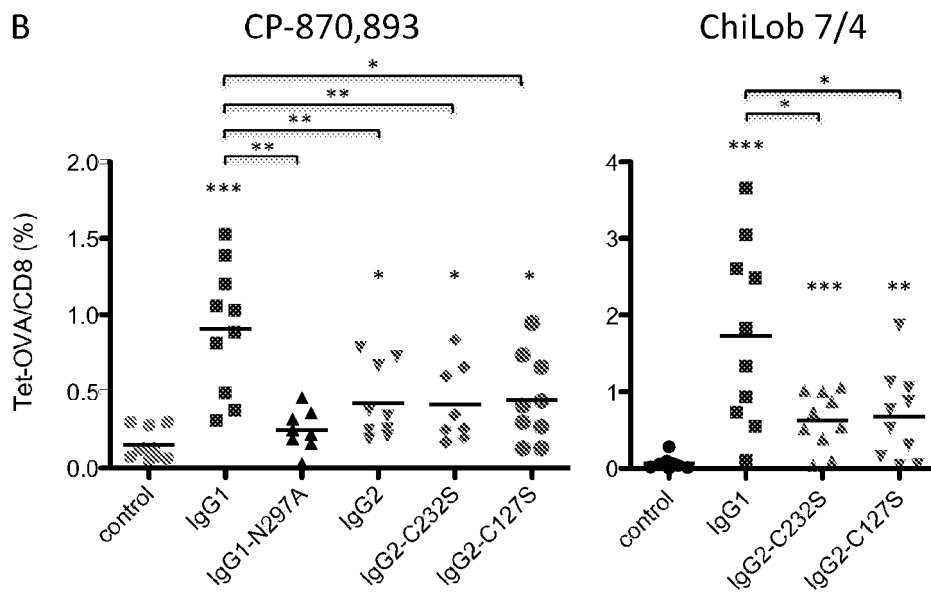 B
CP-870,893
ChiLob 7/4
*
**
**
**
***
*
*
*
*
*
***
***
**
Tet-OVA/CD8 (%)
2.0
1.5
1.0
0.5
0.0
4
3
2
1
0
control
IgG1
IgG1-N297A
IgG2
IgG2-C232S
IgG2-C127S
control
IgG1
IgG2-C232S
IgG2-C127S